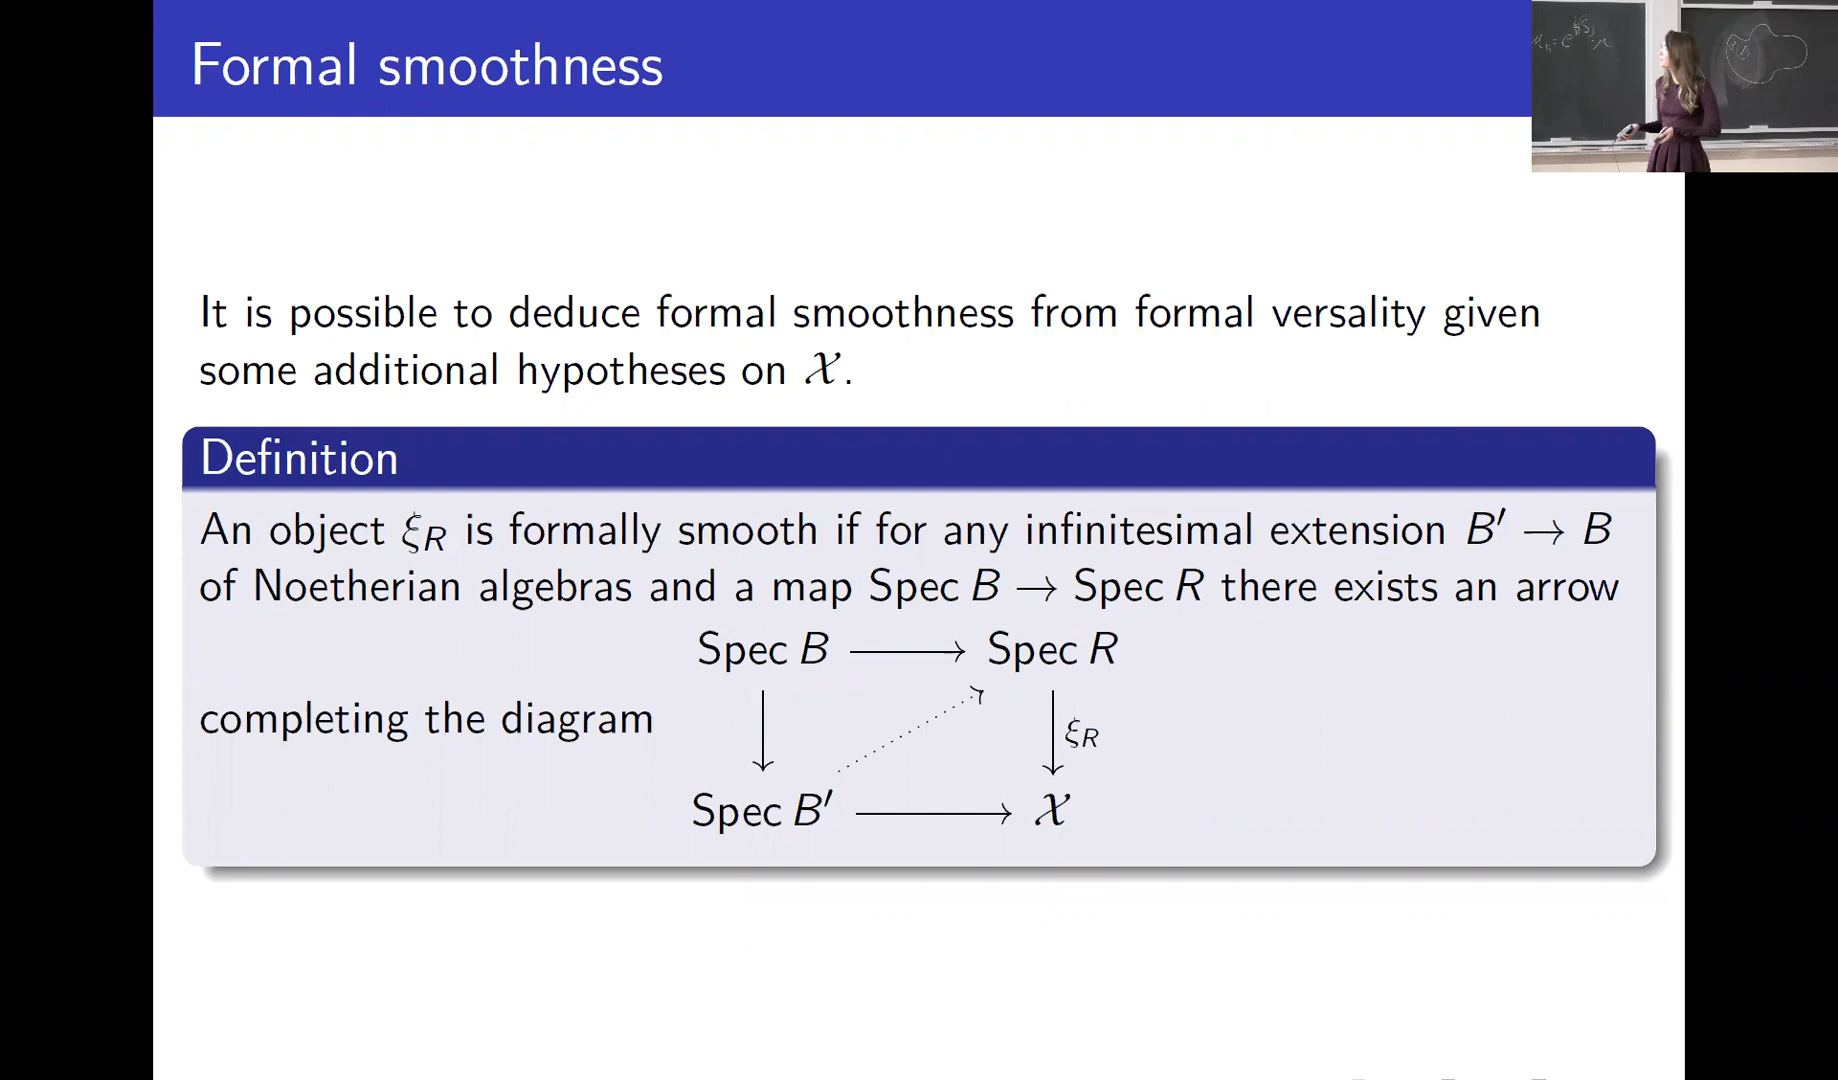 Formal smoothness
It is possible to deduce formal smoothness from formal versality given
some additional hypotheses on 𝒳.
Definition
An object ξ_R is formally smooth if for any infinitesimal extension B′ → B
of Noetherian algebras and a map Spec B → Spec R there exists an arrow
Spec B → Spec R
completing the diagram
ξ_R
Spec B′ → 𝒳